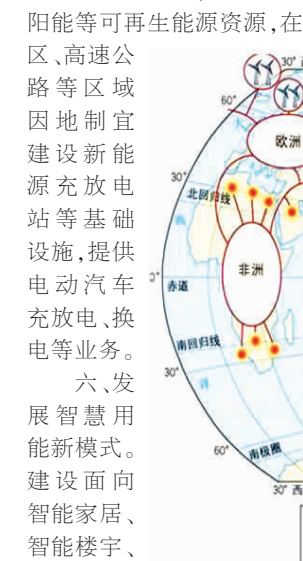 阳能等可再生能源资源,在
区、高速公
路等区域
因地制宜
建设新能
源充放电
站等基础
设施,提供
电动汽车
充放电、换
电等业务。
六、发
展智慧用
能新模式。
建设面向
智能家居、
智能楼宇、
30°
60°
欧洲
30°
北回归线
西
非洲
0°
赤道
南回归线
30°
洋
60°
南极圈
30° 西